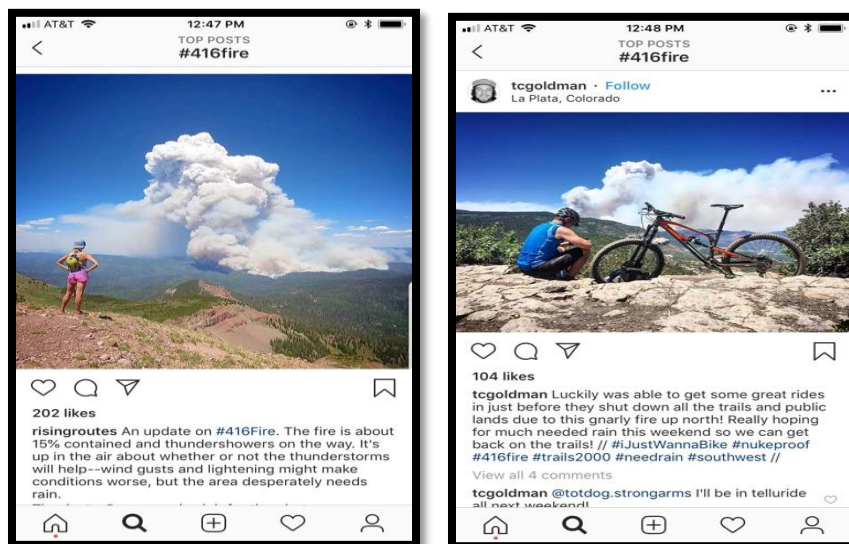 AT&T 12:47 PM
TOP POSTS
#416fire
202 likes
risingroutes An update on #416Fire. The fire is about
15% contained and thundershowers on the way. It's
up in the air about whether or not the thunderstorms
will help--wind gusts and lightening might make
conditions worse, but the area desperately needs
rain.
AT&T 12:48 PM
TOP POSTS
#416fire
tcgoldman · Follow
La Plata, Colorado
104 likes
tcgoldman Luckily was able to get some great rides
in just before they shut down all the trails and public
lands due to this gnarly fire up north! Really hoping
for much needed rain this weekend so we can get
back on the trails! // #iJustWannaBike #nukeproof
#416fire #trails2000 #needrain #southwest //
View all 4 comments
tcgoldman @totdog.strongarms I'll be in telluride
all next weekend!